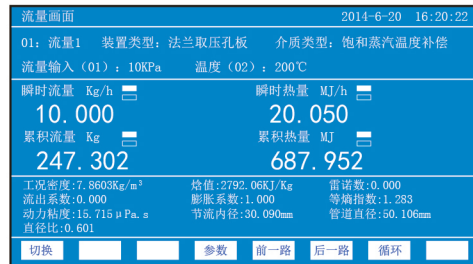 流量画面 2014-6-20 16:20:22
01：流量1 装置类型：法兰取压孔板 介质类型：饱和蒸汽温度补偿
流量输入（01）：10KPa 温度（02）：200℃
瞬时流量 Kg/h 瞬时热量 MJ/h
10.000 20.050
累积流量 Kg 累积热量 MJ
247.302 687.952
工况密度:7.8603Kg/m³ 焓值:2792.06KJ/Kg 雷诺数:0.000
流出系数:0.000 膨胀系数:1.000 等熵指数:1.283
动力粘度:15.715μPa.s 节流内径:30.090mm 管道直径:50.106mm
直径比:0.601
切换 参数 前一路 后一路 循环